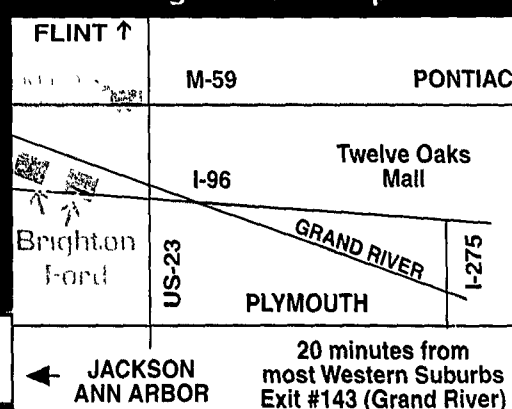 FLINT ↑
M-59
PONTIAC
Twelve Oaks
Mall
I-96
Brighton
Ford
US-23
GRAND RIVER
I-275
PLYMOUTH
← JACKSON
ANN ARBOR
20 minutes from
most Western Suburbs
Exit #143 (Grand River)